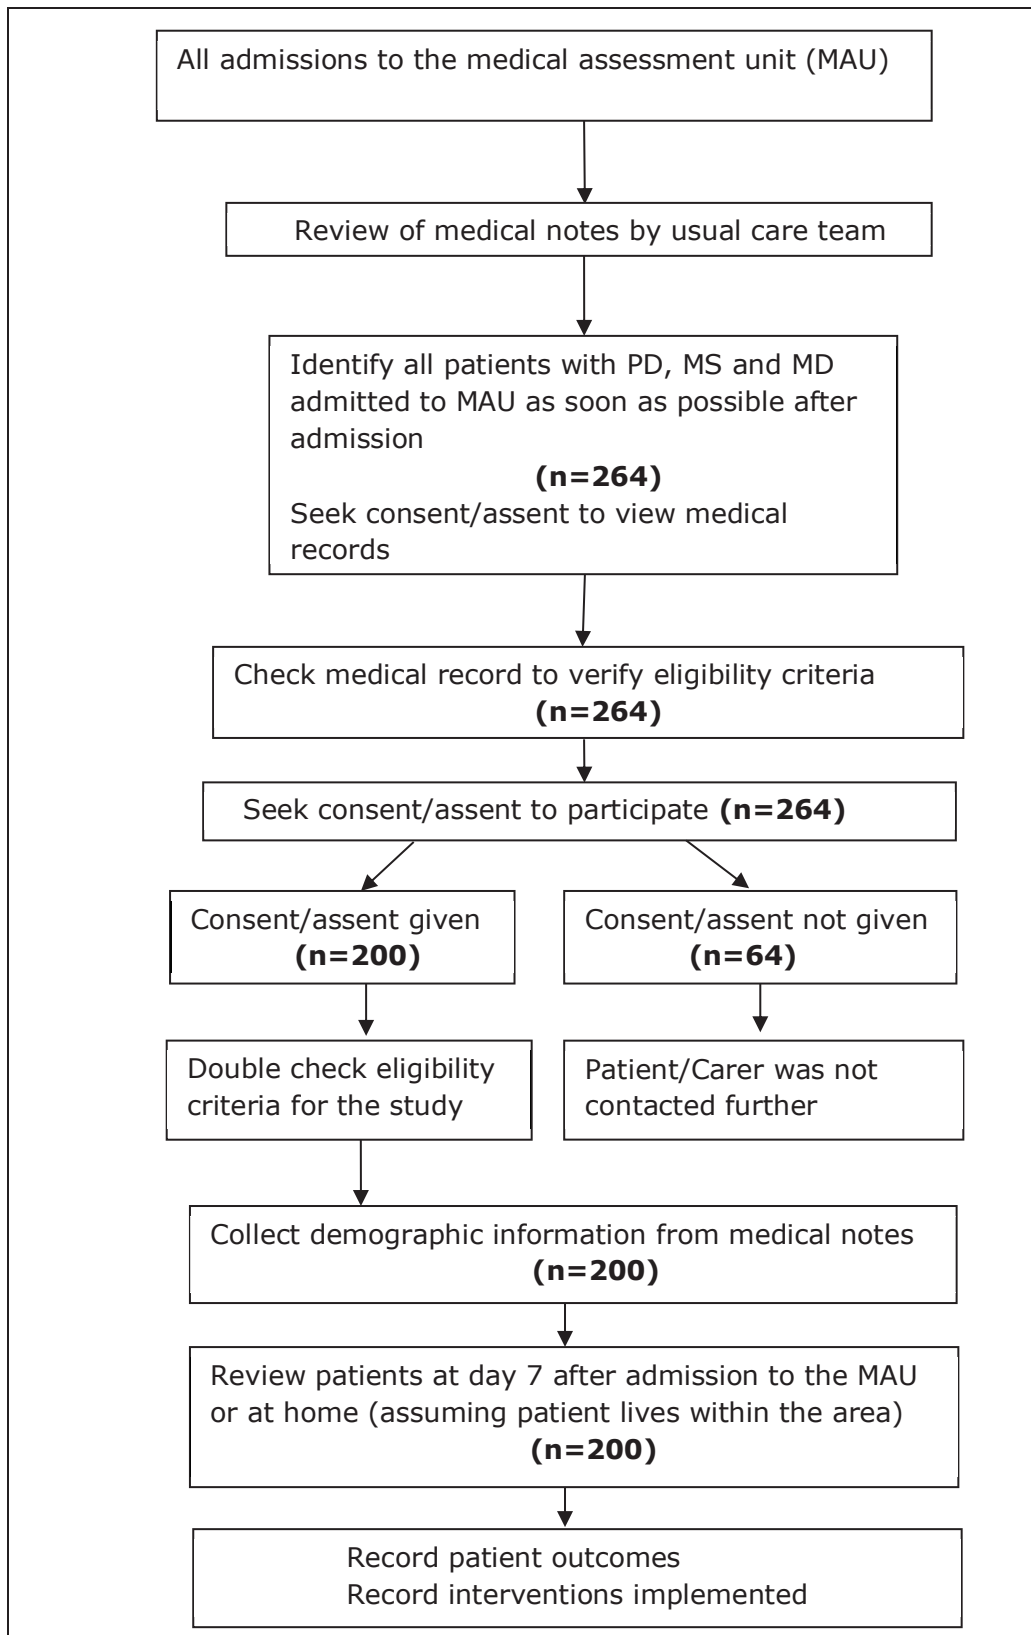 All admissions to the medical assessment unit (MAU)
Review of medical notes by usual care team
Identify all patients with PD, MS and MD
admitted to MAU as soon as possible after
admission
(n=264)
Seek consent/assent to view medical
records
Check medical record to verify eligibility criteria
(n=264)
Seek consent/assent to participate (n=264)
Consent/assent given
(n=200)
Consent/assent not given
(n=64)
Double check eligibility
criteria for the study
Patient/Carer was not
contacted further
Collect demographic information from medical notes
(n=200)
Review patients at day 7 after admission to the MAU
or at home (assuming patient lives within the area)
(n=200)
Record patient outcomes
Record interventions implemented